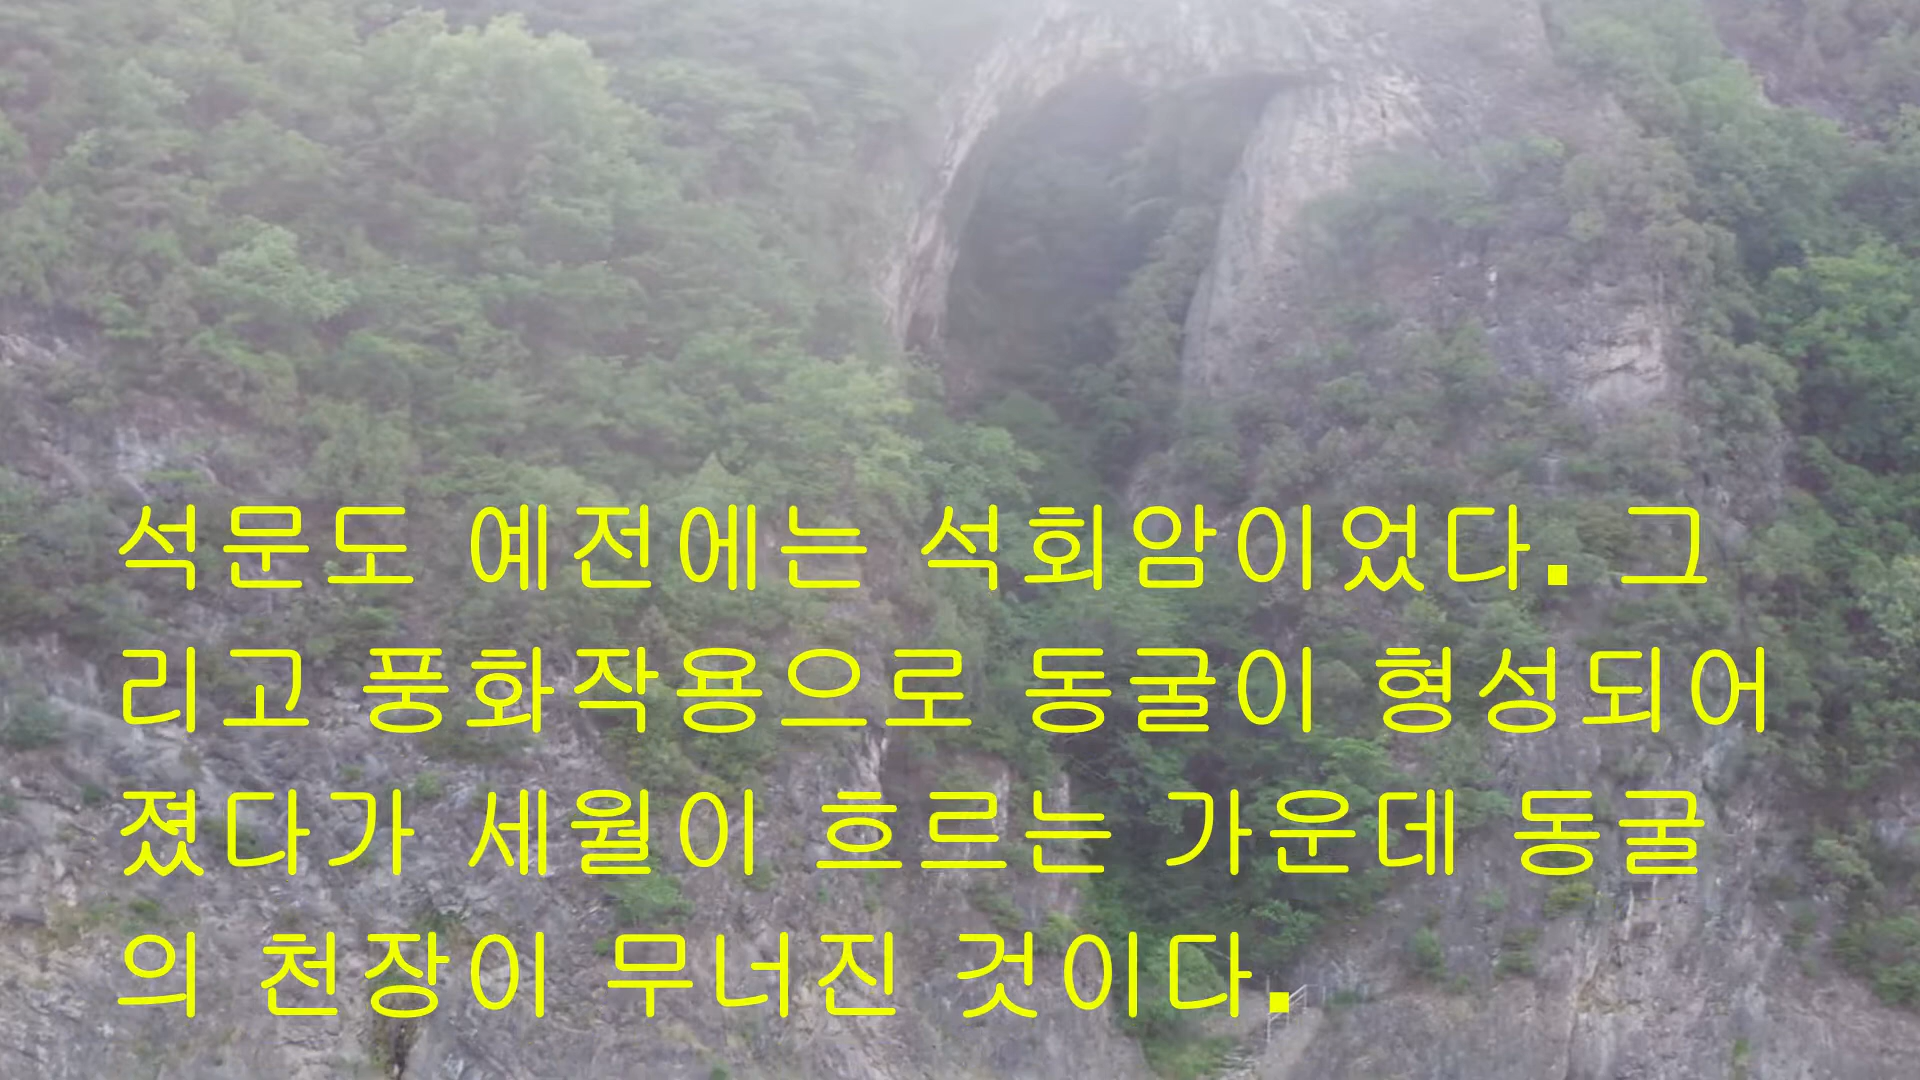 석문도 예전에는 석회암이었다. 그
리고 풍화작용으로 동굴이 형성되어
졌다가 세월이 흐르는 가운데 동굴
의 천장이 무너진 것이다.